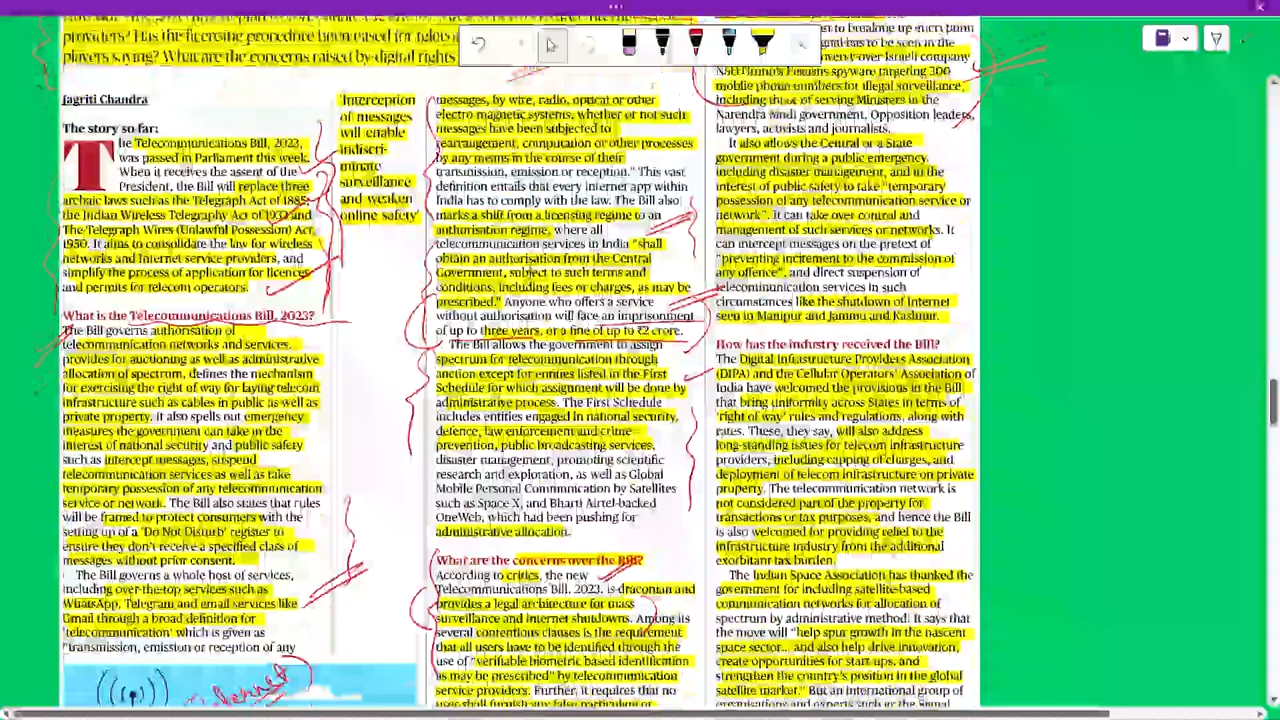 providers? Has the licensing procedure been eased for
players saying? What are the concerns raised by digital rights
Jagriti Chandra
The story so far:
The Telecommunications Bill, 2023,
was passed in Parliament this week.
When it receives the assent of the
President, the Bill will replace three
archaic laws such as the Telegraph Act of 1885,
the Indian Wireless Telegraphy Act of 1933 and
The Telegraph Wires (Unlawful Possession) Act,
1950. It aims to consolidate the law for wireless
networks and Internet service providers, and
simplify the process of application for licences
and permits for telecom operators.
What is the Telecommunications Bill, 2023?
The Bill governs authorisation of
telecommunication networks and services,
provides for auctioning as well as administrative
allocation of spectrum, defines the mechanism
for exercising the right of way for laying telecom
infrastructure such as cables in public as well as
private property. It also spells out emergency
measures the government can take in the
interest of national security and public safety
such as intercept messages, suspend
telecommunication services as well as take
temporary possession of any telecommunication
service or network. The Bill also states that rules
will be framed to protect consumers with the
setting up of a 'Do Not Disturb' register to
ensure they don't receive a specified class of
messages without prior consent.
The Bill governs a whole host of services,
including over-the-top services such as
WhatsApp, Telegram and email services like
Gmail through a broad definition for
'telecommunication' which is given as
"transmission, emission or reception of any
'Interception
of messages
will enable
indiscri-
minate
surveillance
and weaken
online safety'
messages, by wire, radio, optical or other
electro magnetic systems, whether or not such
messages have been subjected to
rearrangement, computation or other processes
by any means in the course of their
transmission, emission or reception." This vast
definition entails that every internet app within
India has to comply with the law. The Bill also
marks a shift from a licensing regime to an
authorisation regime, where all
telecommunication services in India "shall
obtain an authorisation from the Central
Government, subject to such terms and
conditions, including fees or charges, as may be
prescribed." Anyone who offers a service
without authorisation will face an imprisonment
of up to three years, or a fine of up to ₹2 crore.
The Bill allows the government to assign
spectrum for telecommunication through
auction except for entities listed in the First
Schedule for which assignment will be done by
administrative process. The First Schedule
includes entities engaged in national security,
defence, law enforcement and crime
prevention, public broadcasting services,
disaster management, promoting scientific
research and exploration, as well as Global
Mobile Personal Communication by Satellites
such as Space X, and Bharti Airtel-backed
OneWeb, which had been pushing for
administrative allocation.
What are the concerns over the Bill?
According to critics, the new
Telecommunications Bill, 2023, is draconian and
provides a legal architecture for mass
surveillance and internet shutdowns. Among its
several contentious clauses is the requirement
that all users have to be identified through the
use of "verifiable biometric based identification
as may be prescribed" by telecommunication
service providers. Further, it requires that no
user shall furnish any false particular or
has to be seen in the
over Israeli company
spyware targeting 300
mobile phone numbers for illegal surveillance,
including those of serving Ministers in the
Narendra Modi government, Opposition leaders,
lawyers, activists and journalists.
It also allows the Central or a State
government during a public emergency,
including disaster management, and in the
interest of public safety to take "temporary
possession of any telecommunication service or
network". It can take over control and
management of such services or networks. It
can intercept messages on the pretext of
"preventing incitement to the commission of
any offence", and direct suspension of
telecommunication services in such
circumstances like the shutdown of Internet
seen in Manipur and Jammu and Kashmir.
How has the industry received the Bill?
The Digital Infrastructure Providers Association
(DIPA) and the Cellular Operators' Association of
India have welcomed the provisions in the Bill
that bring uniformity across States in terms of
'right of way' rules and regulations, along with
rates. These, they say, will also address
long-standing issues for telecom infrastructure
providers, including capping of charges, and
deployment of telecom infrastructure on private
property. The telecommunication network is
not considered part of the property for
transactions or tax purposes, and hence the Bill
is also welcomed for providing relief to the
infrastructure industry from the additional
exorbitant tax burden.
The Indian Space Association has thanked the
government for including satellite-based
communication networks for allocation of
spectrum by administrative method. It says that
the move will "help spur growth in the nascent
space sector... and also help drive innovation,
create opportunities for start-ups, and
strengthen the country's position in the global
satellite market." But an international group of
organisations and experts such as the Signal